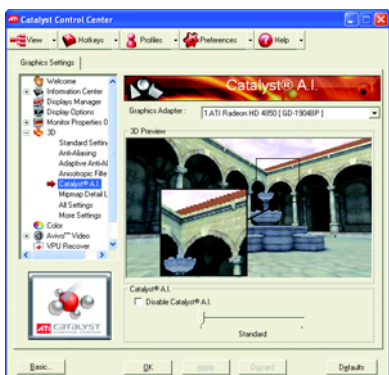 Catalyst Control Center
View Hotkeys Profiles Preferences Help
Graphics Settings
Welcome
Information Center
Displays Manager
Display Options
Monitor Properties 0
3D
Standard Settin
Anti-Aliasing
Adaptive Anti-Al
Anisotropic Filte
Catalyst® A.I.
Mipmap Detail L
All Settings
More Settings
Color
Avivo™ Video
VPU Recover
Catalyst® A.I.
Graphics Adapter :
1.ATI Radeon HD 4850 [ GD-1904BP ]
3D Preview
Catalyst® A.I.
Disable Catalyst® A.I.
Standard
ATI CATALYST
CONTROL CENTER
Basic...
OK
Apply
Discard
Defaults